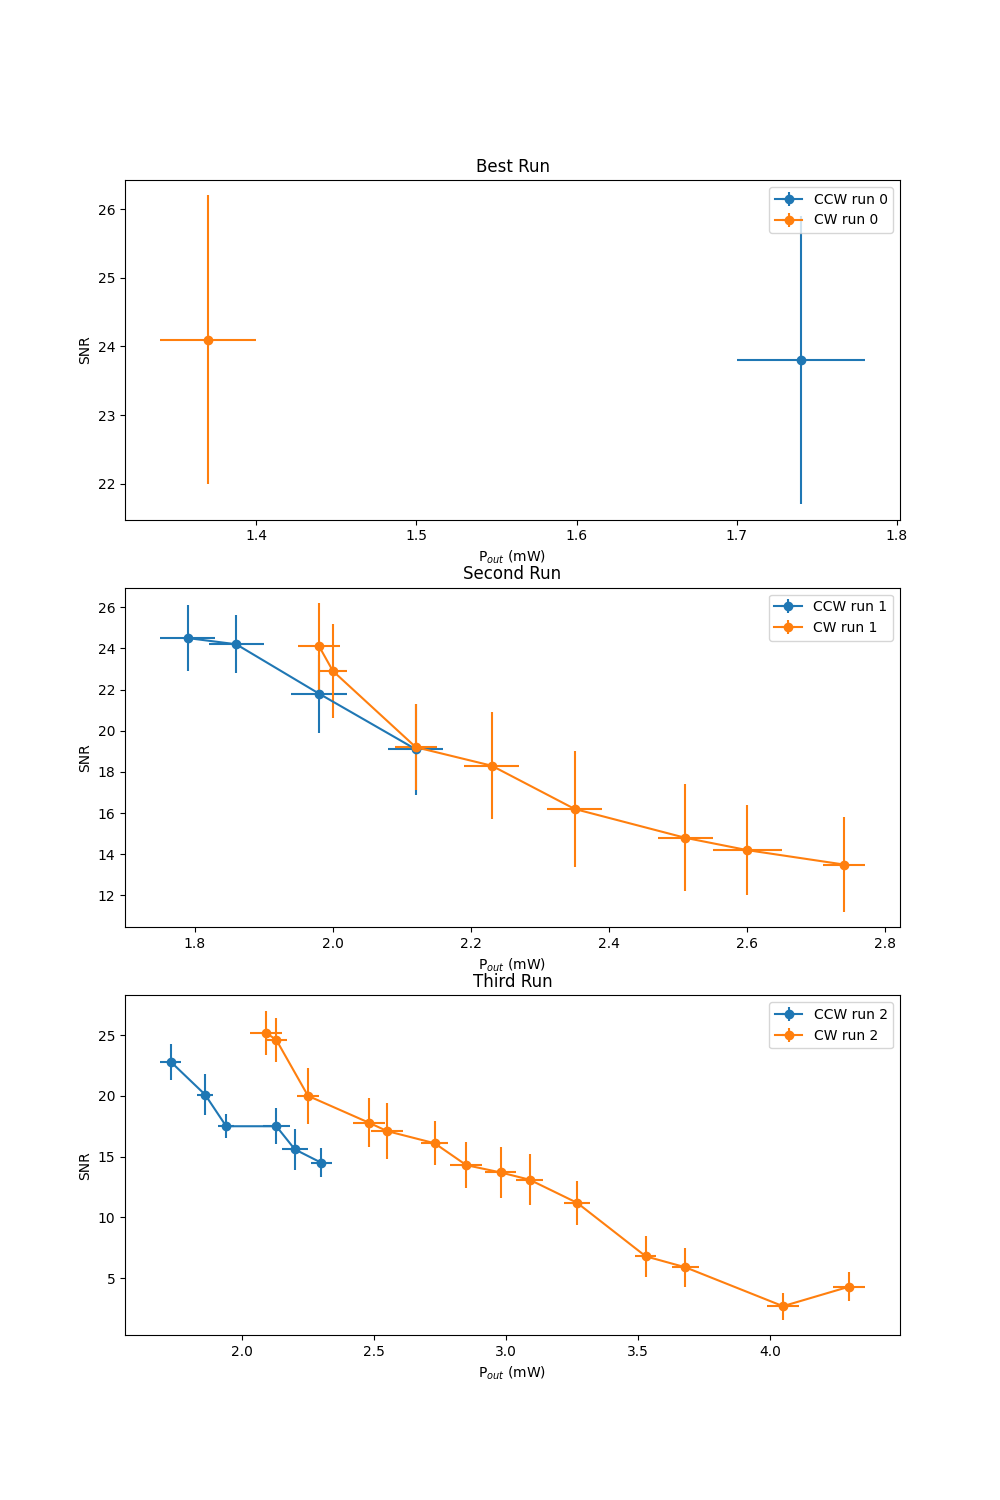 Best Run
CCW run 0
CW run 0
26
25
24
23
22
SNR
1.4 1.5 1.6 1.7 1.8
Pout (mW)
Second Run
CCW run 1
CW run 1
26
24
22
20
18
16
14
12
SNR
1.8 2.0 2.2 2.4 2.6 2.8
Pout (mW)
Third Run
CCW run 2
CW run 2
25
20
15
10
5
SNR
2.0 2.5 3.0 3.5 4.0
Pout (mW)